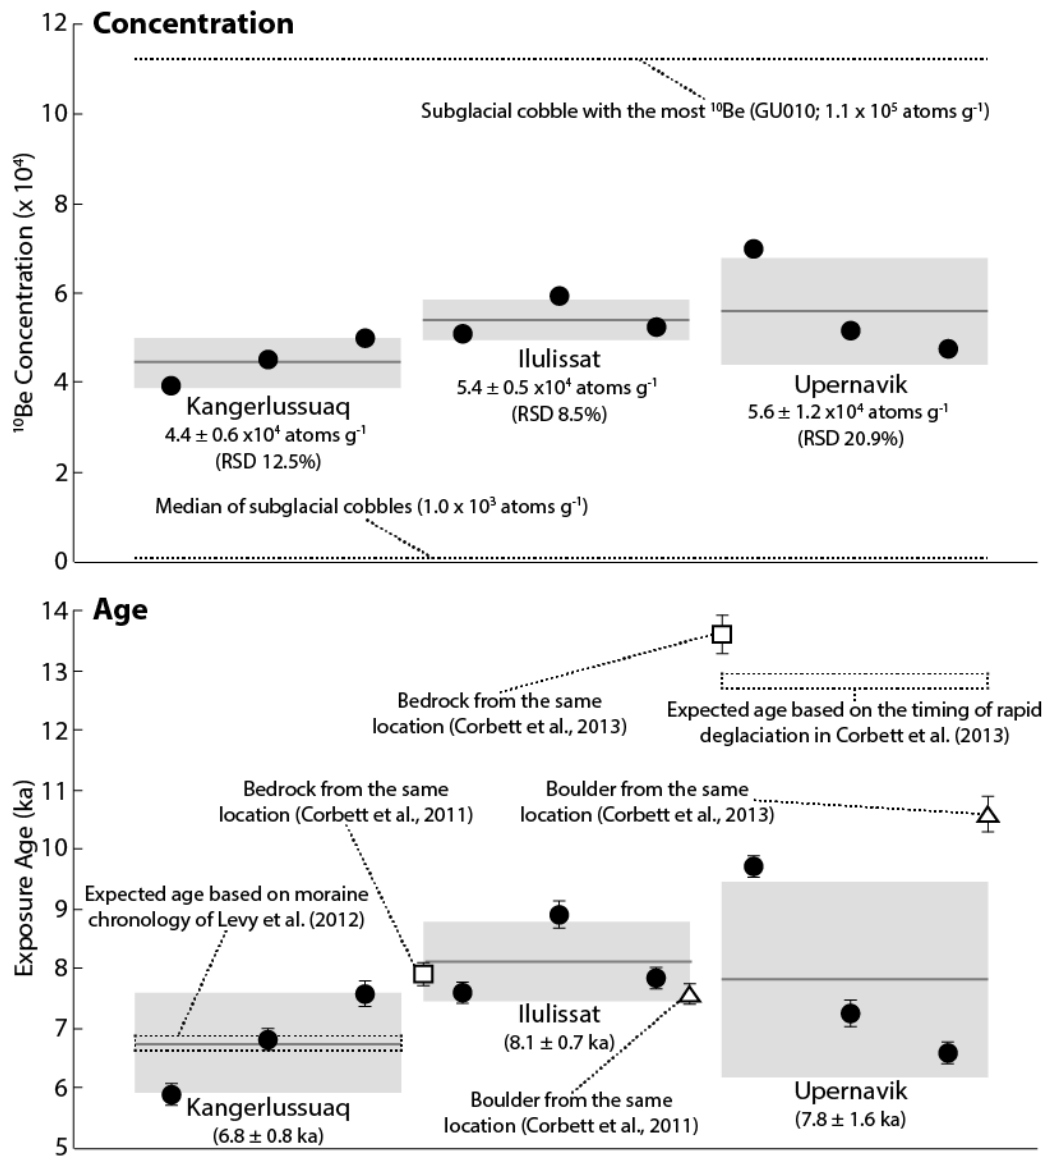 Concentration
12
10
8
6
4
2
0
¹⁰Be Concentration (x 10⁴)
Subglacial cobble with the most ¹⁰Be (GU010; 1.1 x 10⁵ atoms g⁻¹)
Kangerlussuaq
4.4 ± 0.6 x10⁴ atoms g⁻¹
(RSD 12.5%)
Ilulissat
5.4 ± 0.5 x10⁴ atoms g⁻¹
(RSD 8.5%)
Upernavik
5.6 ± 1.2 x10⁴ atoms g⁻¹
(RSD 20.9%)
Median of subglacial cobbles (1.0 x 10³ atoms g⁻¹)
Age
14
13
12
11
10
9
8
7
6
5
Exposure Age (ka)
Bedrock from the same
location (Corbett et al., 2013)
Expected age based on the timing of rapid
deglaciation in Corbett et al. (2013)
Bedrock from the same
location (Corbett et al., 2011)
Boulder from the same
location (Corbett et al., 2013)
Expected age based on moraine
chronology of Levy et al. (2012)
Kangerlussuaq
(6.8 ± 0.8 ka)
Ilulissat
(8.1 ± 0.7 ka)
Boulder from the same
location (Corbett et al., 2011)
Upernavik
(7.8 ± 1.6 ka)